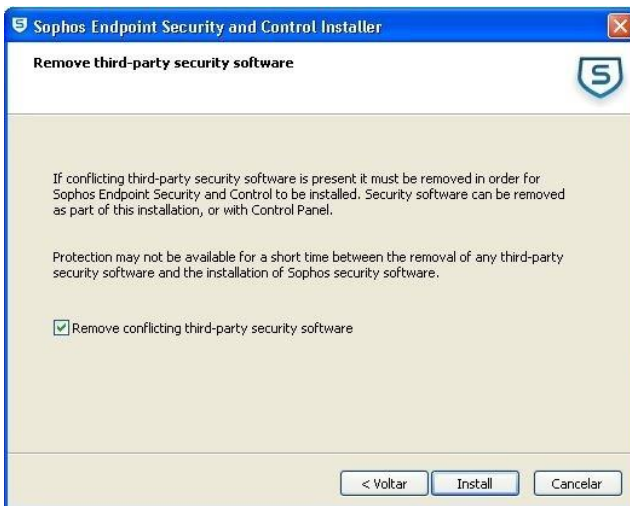 Sophos Endpoint Security and Control Installer
Remove third-party security software
S
If conflicting third-party security software is present it must be removed in order for
Sophos Endpoint Security and Control to be installed. Security software can be removed
as part of this installation, or with Control Panel.
Protection may not be available for a short time between the removal of any third-party
security software and the installation of Sophos security software.
Remove conflicting third-party security software
< Voltar
Install
Cancelar